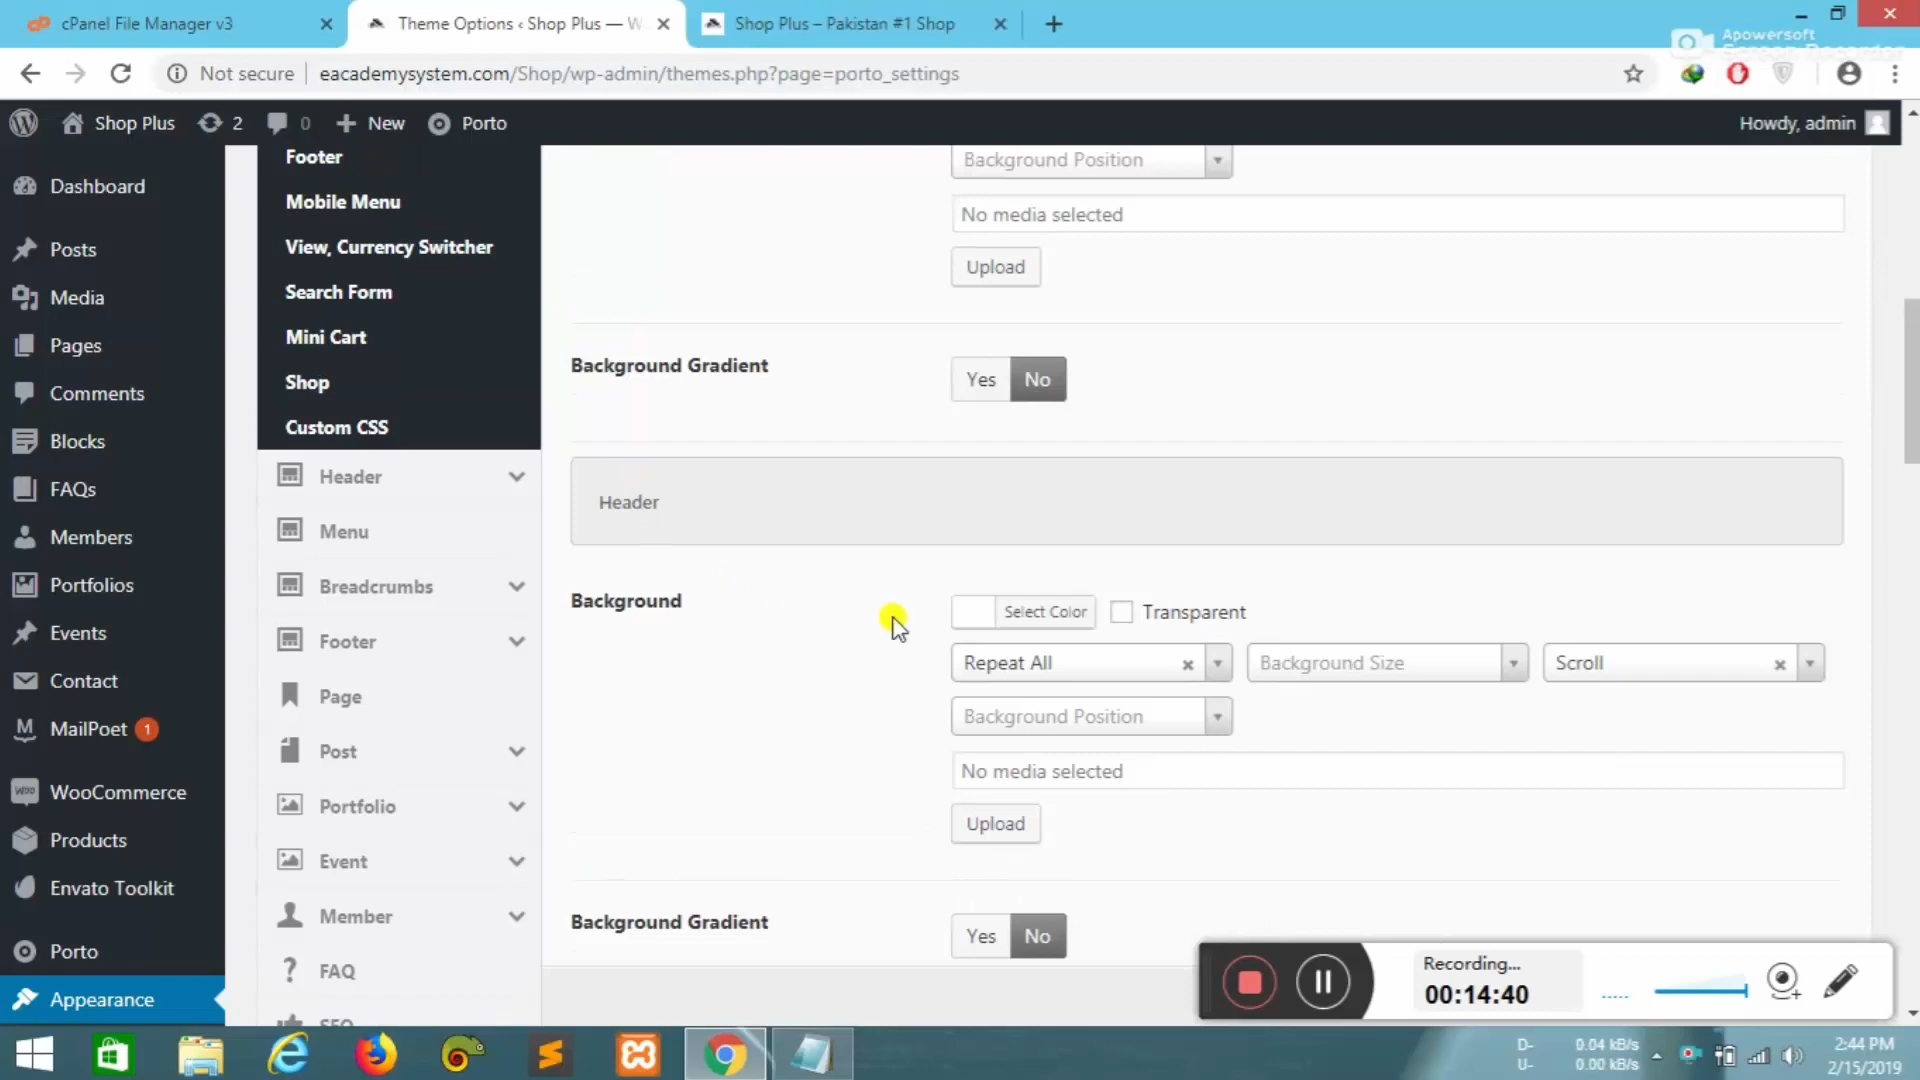 cPanel File Manager v3
Theme Options ‹ Shop Plus — W
Shop Plus – Pakistan #1 Shop
Apowersoft
Screen Recorder
Not secure
eacademysystem.com/Shop/wp-admin/themes.php?page=porto_settings
Shop Plus
2
0
New
Porto
Howdy, admin
Dashboard
Posts
Media
Pages
Comments
Blocks
FAQs
Members
Portfolios
Events
Contact
MailPoet 1
WooCommerce
Products
Envato Toolkit
Porto
Appearance
Footer
Mobile Menu
View, Currency Switcher
Search Form
Mini Cart
Shop
Custom CSS
Header
Menu
Breadcrumbs
Footer
Page
Post
Portfolio
Event
Member
FAQ
SEO
Background Position
No media selected
Upload
Background Gradient
Yes No
Header
Background
Select Color
Transparent
Repeat All
Background Size
Scroll
Background Position
No media selected
Upload
Background Gradient
Yes No
Recording...
00:14:40
D- 0.04 kB/s
U- 0.00 kB/s
2:44 PM
2/15/2019